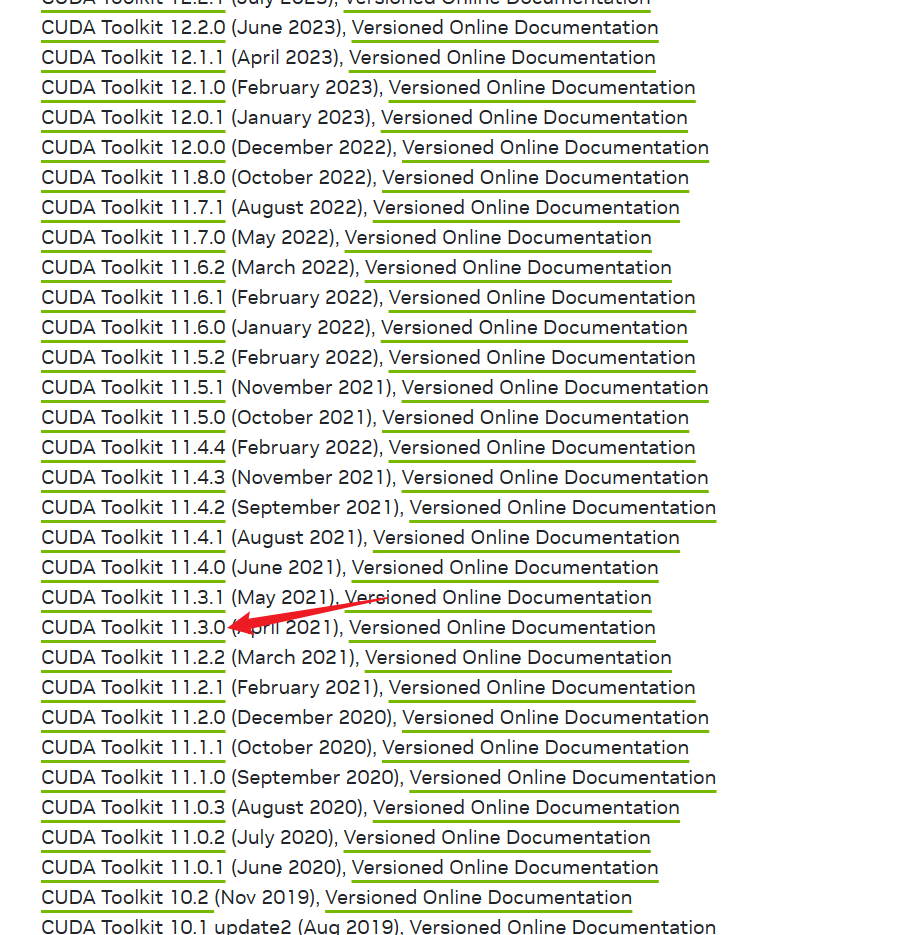 CUDA Toolkit 12.2.1 (July 2023), Versioned Online Documentation
CUDA Toolkit 12.2.0 (June 2023), Versioned Online Documentation
CUDA Toolkit 12.1.1 (April 2023), Versioned Online Documentation
CUDA Toolkit 12.1.0 (February 2023), Versioned Online Documentation
CUDA Toolkit 12.0.1 (January 2023), Versioned Online Documentation
CUDA Toolkit 12.0.0 (December 2022), Versioned Online Documentation
CUDA Toolkit 11.8.0 (October 2022), Versioned Online Documentation
CUDA Toolkit 11.7.1 (August 2022), Versioned Online Documentation
CUDA Toolkit 11.7.0 (May 2022), Versioned Online Documentation
CUDA Toolkit 11.6.2 (March 2022), Versioned Online Documentation
CUDA Toolkit 11.6.1 (February 2022), Versioned Online Documentation
CUDA Toolkit 11.6.0 (January 2022), Versioned Online Documentation
CUDA Toolkit 11.5.2 (February 2022), Versioned Online Documentation
CUDA Toolkit 11.5.1 (November 2021), Versioned Online Documentation
CUDA Toolkit 11.5.0 (October 2021), Versioned Online Documentation
CUDA Toolkit 11.4.4 (February 2022), Versioned Online Documentation
CUDA Toolkit 11.4.3 (November 2021), Versioned Online Documentation
CUDA Toolkit 11.4.2 (September 2021), Versioned Online Documentation
CUDA Toolkit 11.4.1 (August 2021), Versioned Online Documentation
CUDA Toolkit 11.4.0 (June 2021), Versioned Online Documentation
CUDA Toolkit 11.3.1 (May 2021), Versioned Online Documentation
CUDA Toolkit 11.3.0 (April 2021), Versioned Online Documentation
CUDA Toolkit 11.2.2 (March 2021), Versioned Online Documentation
CUDA Toolkit 11.2.1 (February 2021), Versioned Online Documentation
CUDA Toolkit 11.2.0 (December 2020), Versioned Online Documentation
CUDA Toolkit 11.1.1 (October 2020), Versioned Online Documentation
CUDA Toolkit 11.1.0 (September 2020), Versioned Online Documentation
CUDA Toolkit 11.0.3 (August 2020), Versioned Online Documentation
CUDA Toolkit 11.0.2 (July 2020), Versioned Online Documentation
CUDA Toolkit 11.0.1 (June 2020), Versioned Online Documentation
CUDA Toolkit 10.2 (Nov 2019), Versioned Online Documentation
CUDA Toolkit 10.1 update2 (Aug 2019), Versioned Online Documentation